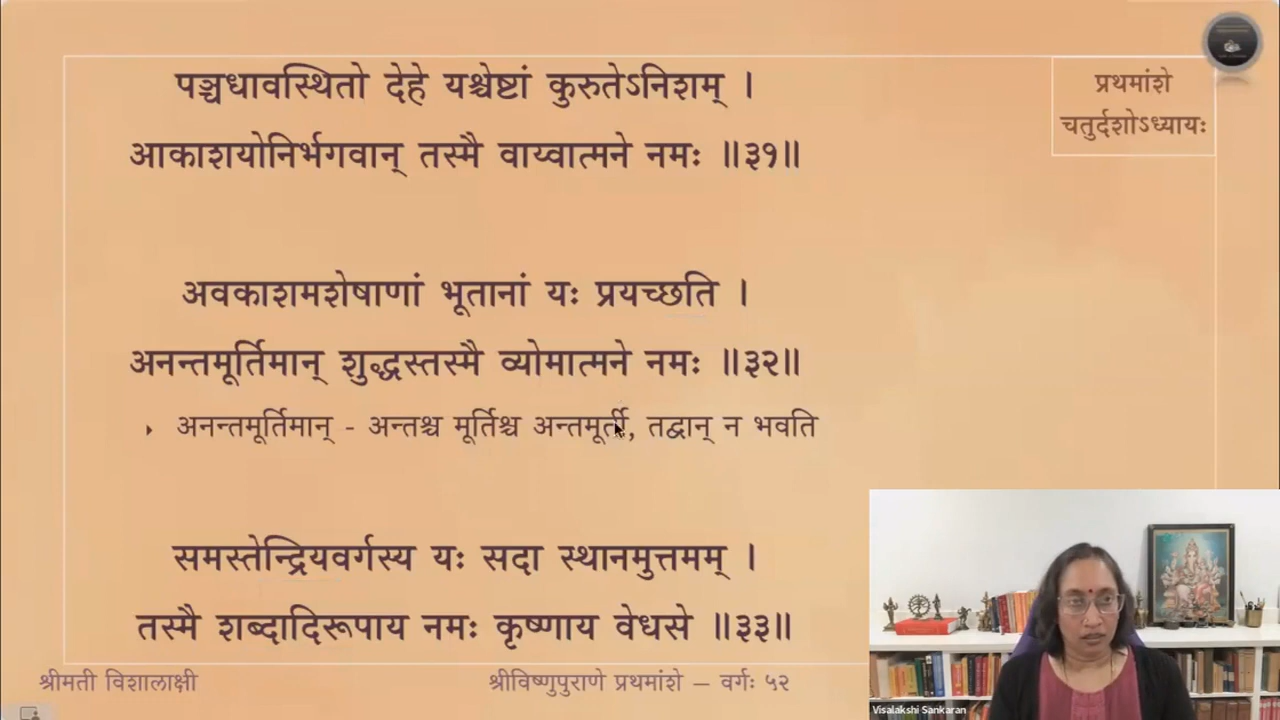 पञ्चधावस्थितो देहे यश्चेष्टां कुरुतेऽनिशम् ।
आकाशयोनिर्भगवान् तस्मै वाय्वात्मने नमः ॥३१॥
प्रथमांशे
चतुर्दशोऽध्यायः
अवकाशमशेषाणां भूतानां यः प्रयच्छति ।
अनन्तमूर्तिमान् शुद्धस्तस्मै व्योमात्मने नमः ॥३२॥
अनन्तमूर्तिमान् - अन्तश्च मूर्तिश्च अन्तमूर्ती, तद्वान् न भवति
समस्तेन्द्रियवर्गस्य यः सदा स्थानमुत्तमम् ।
तस्मै शब्दादिरूपाय नमः कृष्णाय वेधसे ॥३३॥
श्रीमती विशालाक्षी
श्रीविष्णुपुराणे प्रथमांशे – वर्गः ५२
Visalakshi Sankaran